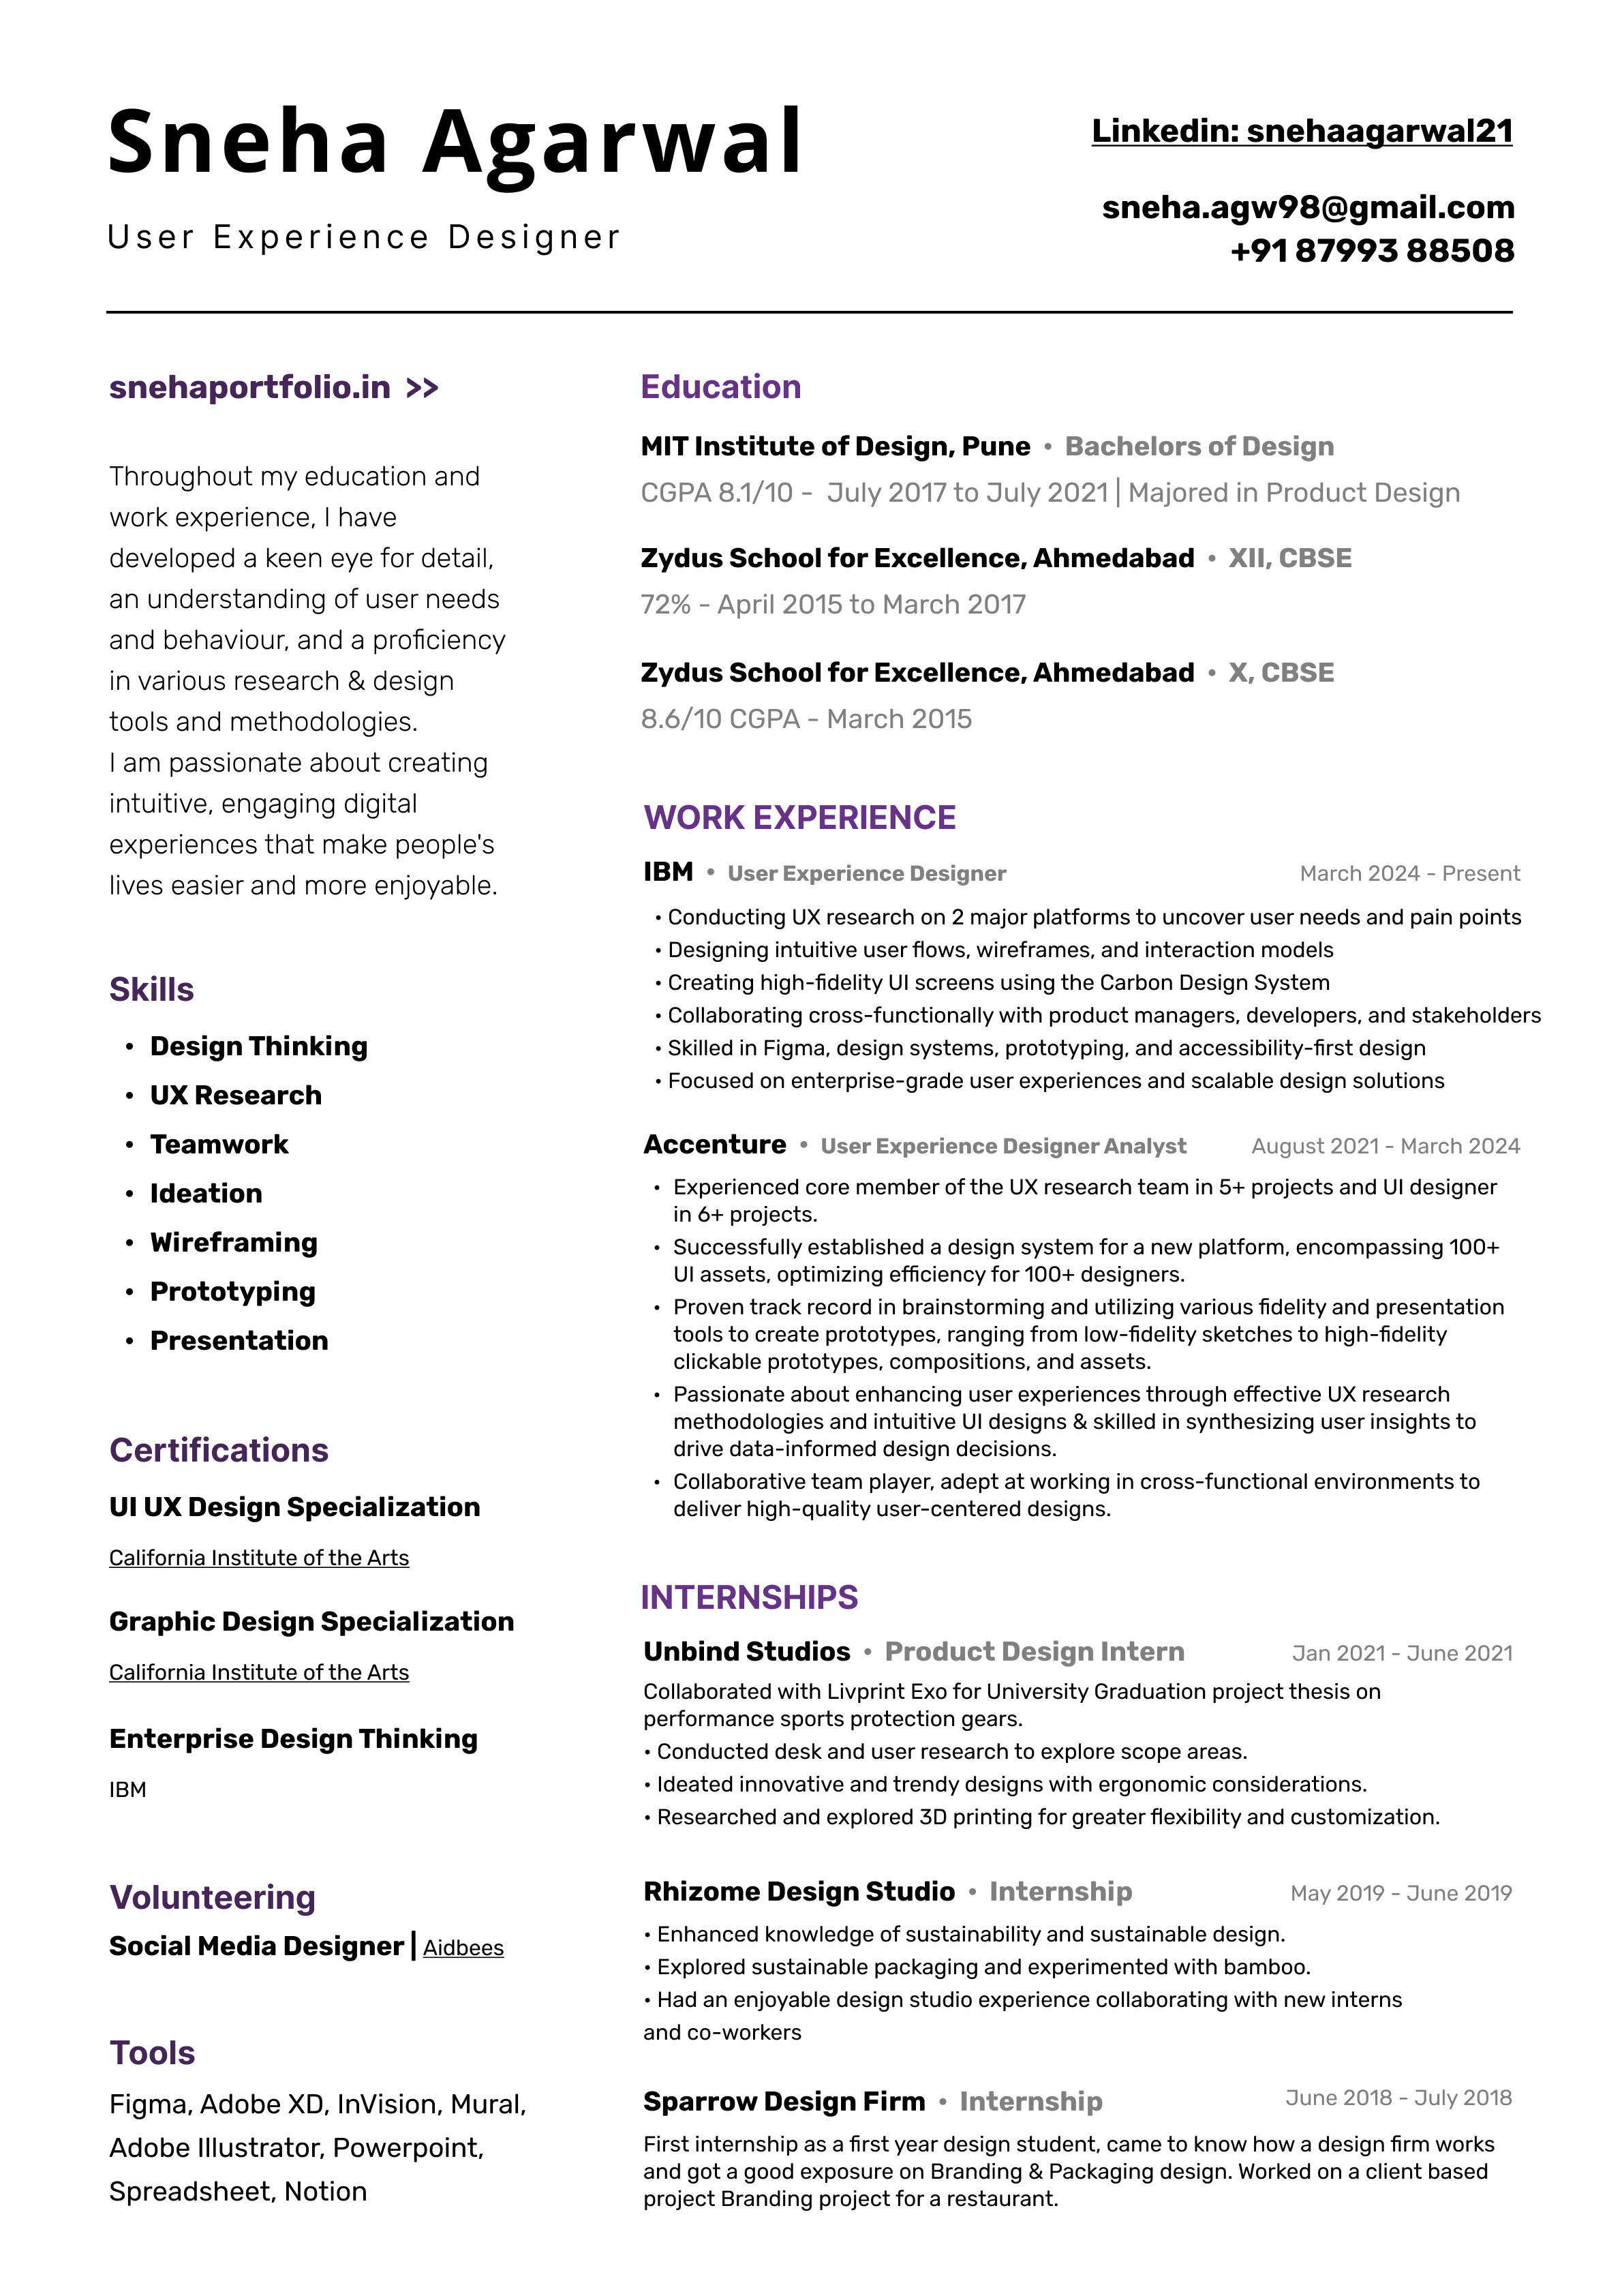 Sneha Agarwal
User Experience Designer
Linkedin: snehaagarwal21
sneha.agw98@gmail.com
+91 87993 88508
snehaportfolio.in >>
Throughout my education and
work experience, I have
developed a keen eye for detail,
an understanding of user needs
and behaviour, and a proficiency
in various research & design
tools and methodologies.
I am passionate about creating
intuitive, engaging digital
experiences that make people's
lives easier and more enjoyable.
Skills
• Design Thinking
• UX Research
• Teamwork
• Ideation
• Wireframing
• Prototyping
• Presentation
Certifications
UI UX Design Specialization
California Institute of the Arts
Graphic Design Specialization
California Institute of the Arts
Enterprise Design Thinking
IBM
Volunteering
Social Media Designer | Aidbees
Tools
Figma, Adobe XD, InVision, Mural,
Adobe Illustrator, Powerpoint,
Spreadsheet, Notion
Education
MIT Institute of Design, Pune • Bachelors of Design
CGPA 8.1/10 - July 2017 to July 2021 | Majored in Product Design
Zydus School for Excellence, Ahmedabad • XII, CBSE
72% - April 2015 to March 2017
Zydus School for Excellence, Ahmedabad • X, CBSE
8.6/10 CGPA - March 2015
WORK EXPERIENCE
IBM • User Experience Designer March 2024 - Present
• Conducting UX research on 2 major platforms to uncover user needs and pain points
• Designing intuitive user flows, wireframes, and interaction models
• Creating high-fidelity UI screens using the Carbon Design System
• Collaborating cross-functionally with product managers, developers, and stakeholders
• Skilled in Figma, design systems, prototyping, and accessibility-first design
• Focused on enterprise-grade user experiences and scalable design solutions
Accenture • User Experience Designer Analyst August 2021 - March 2024
• Experienced core member of the UX research team in 5+ projects and UI designer
in 6+ projects.
• Successfully established a design system for a new platform, encompassing 100+
UI assets, optimizing efficiency for 100+ designers.
• Proven track record in brainstorming and utilizing various fidelity and presentation
tools to create prototypes, ranging from low-fidelity sketches to high-fidelity
clickable prototypes, compositions, and assets.
• Passionate about enhancing user experiences through effective UX research
methodologies and intuitive UI designs & skilled in synthesizing user insights to
drive data-informed design decisions.
• Collaborative team player, adept at working in cross-functional environments to
deliver high-quality user-centered designs.
INTERNSHIPS
Unbind Studios • Product Design Intern Jan 2021 - June 2021
Collaborated with Livprint Exo for University Graduation project thesis on
performance sports protection gears.
• Conducted desk and user research to explore scope areas.
• Ideated innovative and trendy designs with ergonomic considerations.
• Researched and explored 3D printing for greater flexibility and customization.
Rhizome Design Studio • Internship May 2019 - June 2019
• Enhanced knowledge of sustainability and sustainable design.
• Explored sustainable packaging and experimented with bamboo.
• Had an enjoyable design studio experience collaborating with new interns
and co-workers
Sparrow Design Firm • Internship June 2018 - July 2018
First internship as a first year design student, came to know how a design firm works
and got a good exposure on Branding & Packaging design. Worked on a client based
project Branding project for a restaurant.